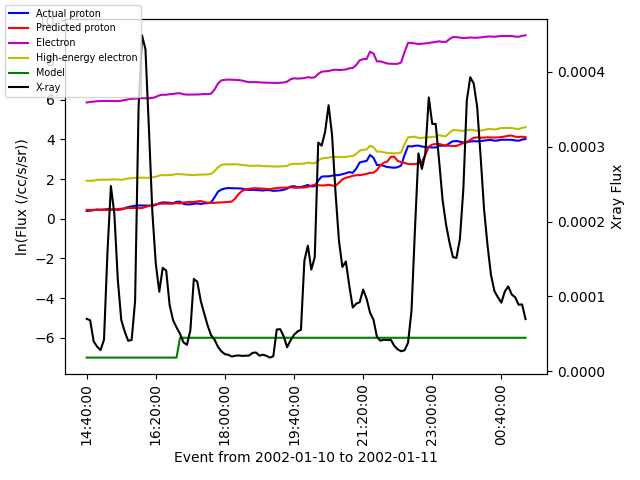 Actual proton
Predicted proton
Electron
High-energy electron
Model
X-ray
6
4
2
0
−2
−4
−6
ln(Flux (/cc/s/sr))
0.0004
0.0003
0.0002
0.0001
0.0000
Xray Flux
14:40:00
16:20:00
18:00:00
19:40:00
21:20:00
23:00:00
00:40:00
Event from 2002-01-10 to 2002-01-11